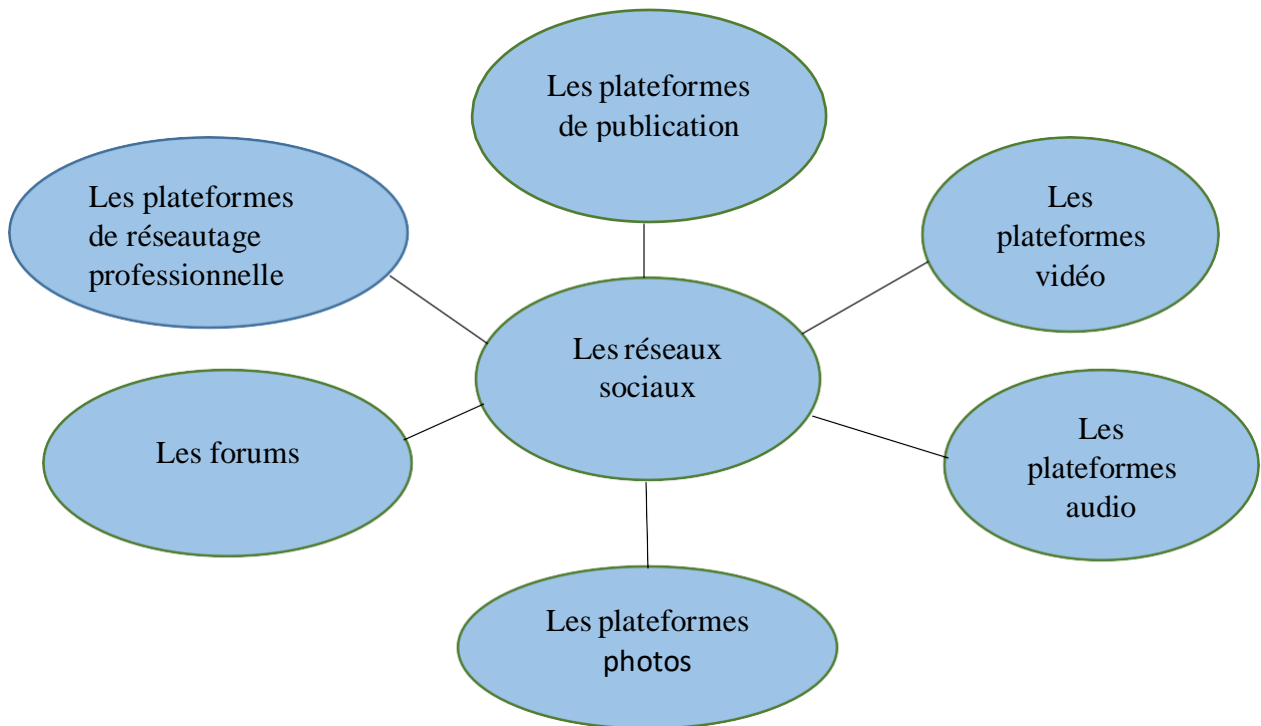 Les plateformes
de publication
Les plateformes
de réseautage
professionnelle
Les
plateformes
vidéo
Les réseaux
sociaux
Les forums
Les
plateformes
audio
Les plateformes
photos